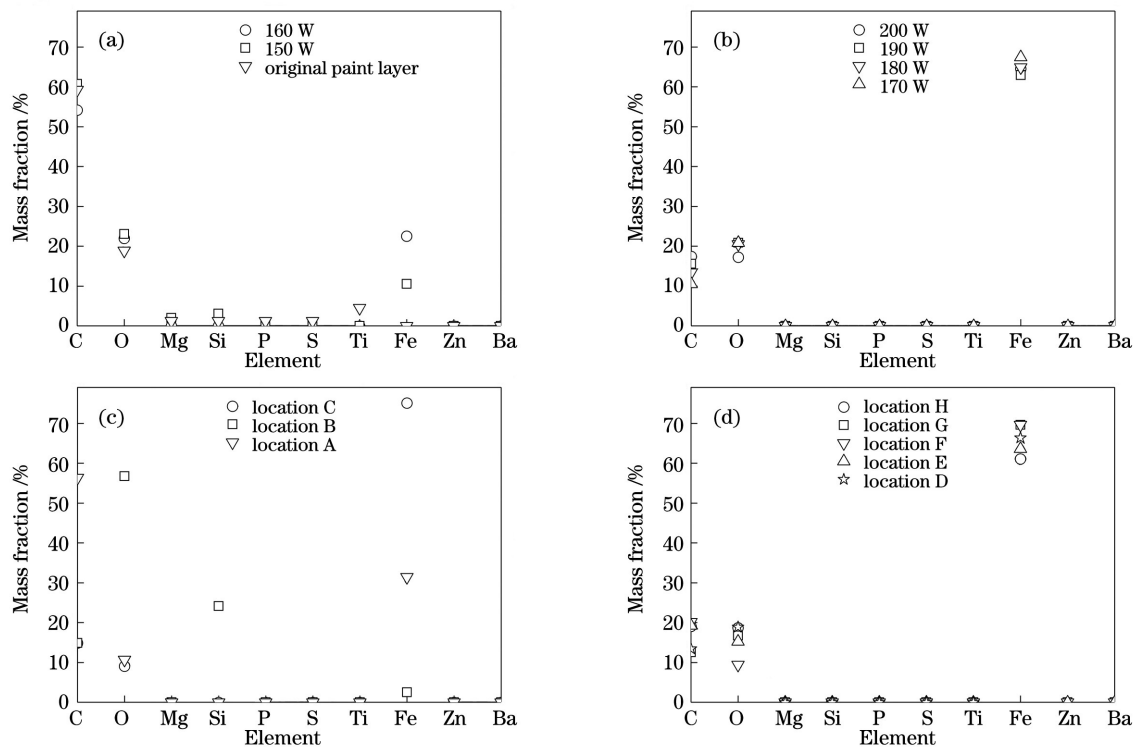 (a)
160 W
150 W
original paint layer
Mass fraction /%
70
60
50
40
30
20
10
0
C O Mg Si P S Ti Fe Zn Ba
Element
(b)
200 W
190 W
180 W
170 W
Mass fraction /%
70
60
50
40
30
20
10
0
C O Mg Si P S Ti Fe Zn Ba
Element
(c)
location C
location B
location A
Mass fraction /%
70
60
50
40
30
20
10
0
C O Mg Si P S Ti Fe Zn Ba
Element
(d)
location H
location G
location F
location E
location D
Mass fraction /%
70
60
50
40
30
20
10
0
C O Mg Si P S Ti Fe Zn Ba
Element